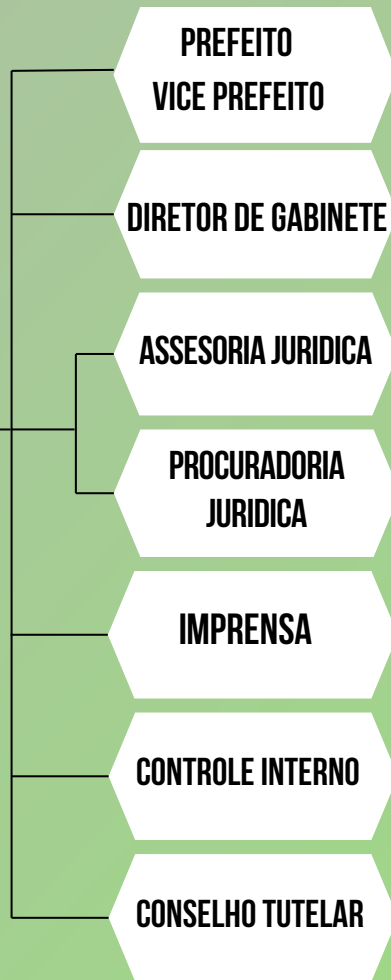 PREFEITO
VICE PREFEITO
DIRETOR DE GABINETE
ASSESORIA JURIDICA
PROCURADORIA
JURIDICA
IMPRENSA
CONTROLE INTERNO
CONSELHO TUTELAR